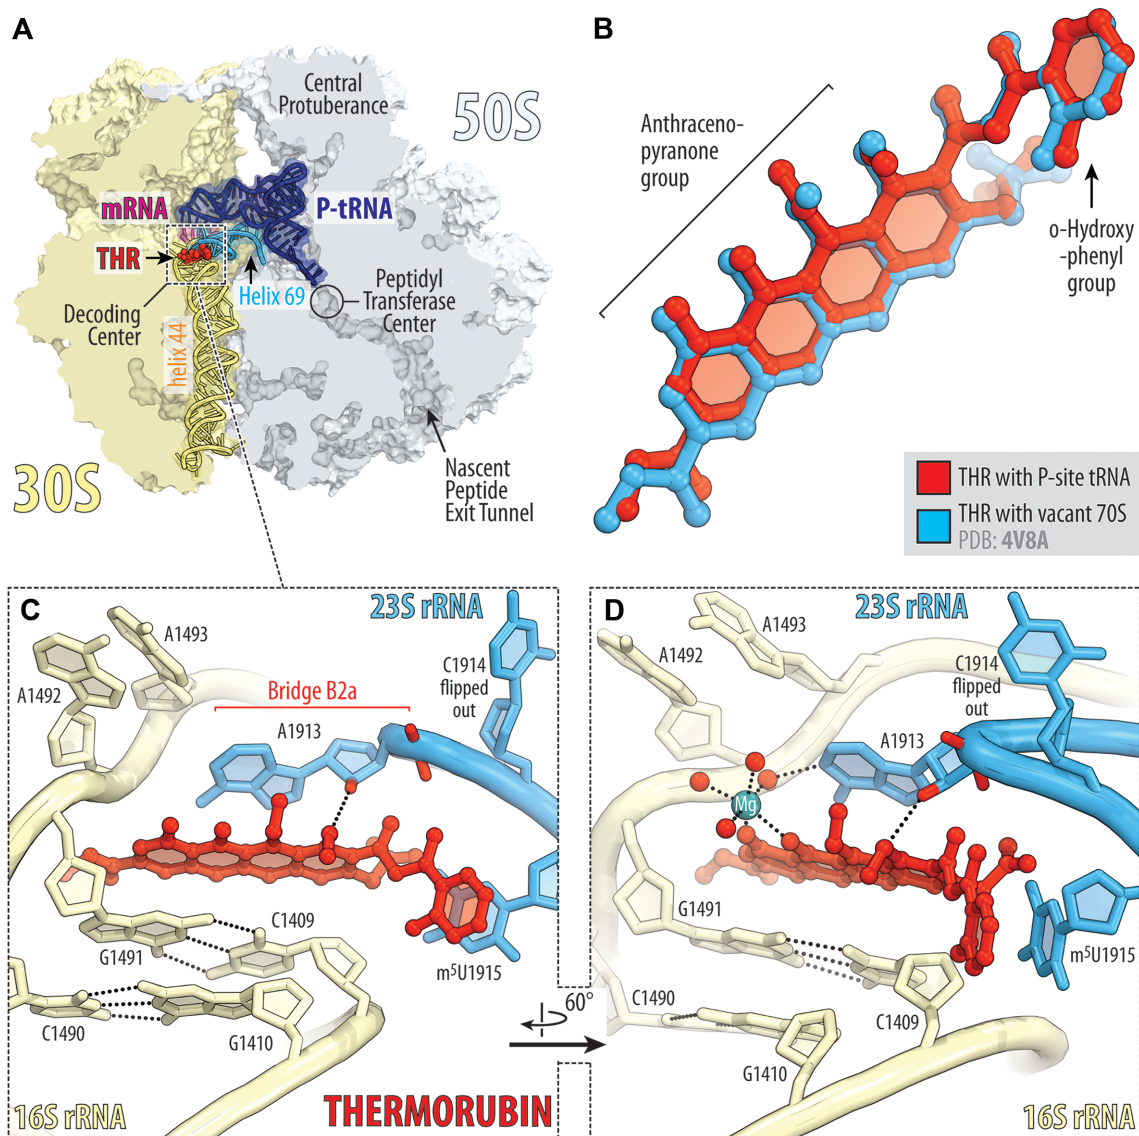 A
Central
Protuberance
50S
mRNA
P-tRNA
THR
Helix 69
Peptidyl
Transferase
Center
Decoding
Center
helix 44
Nascent
Peptide
Exit Tunnel
30S
B
Anthraceno-
pyranone
group
o-Hydroxy
-phenyl
group
THR with P-site tRNA
THR with vacant 70S
PDB: 4V8A
C
23S rRNA
A1493
A1492
C1914
flipped
out
Bridge B2a
A1913
C1409
G1491
m⁵U1915
C1490
G1410
16S rRNA
THERMORUBIN
60°
D
23S rRNA
A1493
A1492
C1914
flipped
out
A1913
Mg
G1491
m⁵U1915
C1490
C1409
G1410
16S rRNA